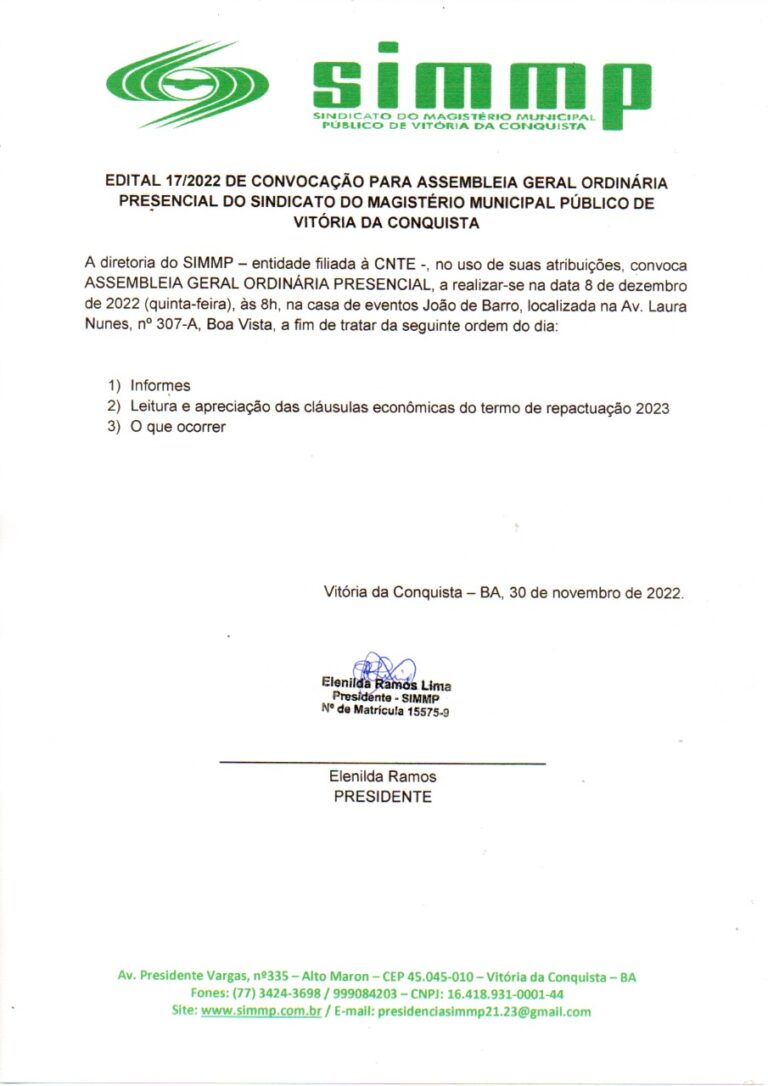 simmp
SINDICATO DO MAGISTÉRIO MUNICIPAL
PÚBLICO DE VITÓRIA DA CONQUISTA
EDITAL 17/2022 DE CONVOCAÇÃO PARA ASSEMBLEIA GERAL ORDINÁRIA
PRESENCIAL DO SINDICATO DO MAGISTÉRIO MUNICIPAL PÚBLICO DE
VITÓRIA DA CONQUISTA
A diretoria do SIMMP – entidade filiada à CNTE -, no uso de suas atribuições, convoca
ASSEMBLEIA GERAL ORDINÁRIA PRESENCIAL, a realizar-se na data 8 de dezembro
de 2022 (quinta-feira), às 8h, na casa de eventos João de Barro, localizada na Av. Laura
Nunes, nº 307-A, Boa Vista, a fim de tratar da seguinte ordem do dia:
1) Informes
2) Leitura e apreciação das cláusulas econômicas do termo de repactuação 2023
3) O que ocorrer
Vitória da Conquista – BA, 30 de novembro de 2022.
Elenilda Ramos Lima
Presidente - SIMMP
Nº de Matrícula 15575-9
Elenilda Ramos
PRESIDENTE
Av. Presidente Vargas, nº335 – Alto Maron – CEP 45.045-010 – Vitória da Conquista – BA
Fones: (77) 3424-3698 / 999084203 – CNPJ: 16.418.931-0001-44
Site: www.simmp.com.br / E-mail: presidenciasimmp21.23@gmail.com